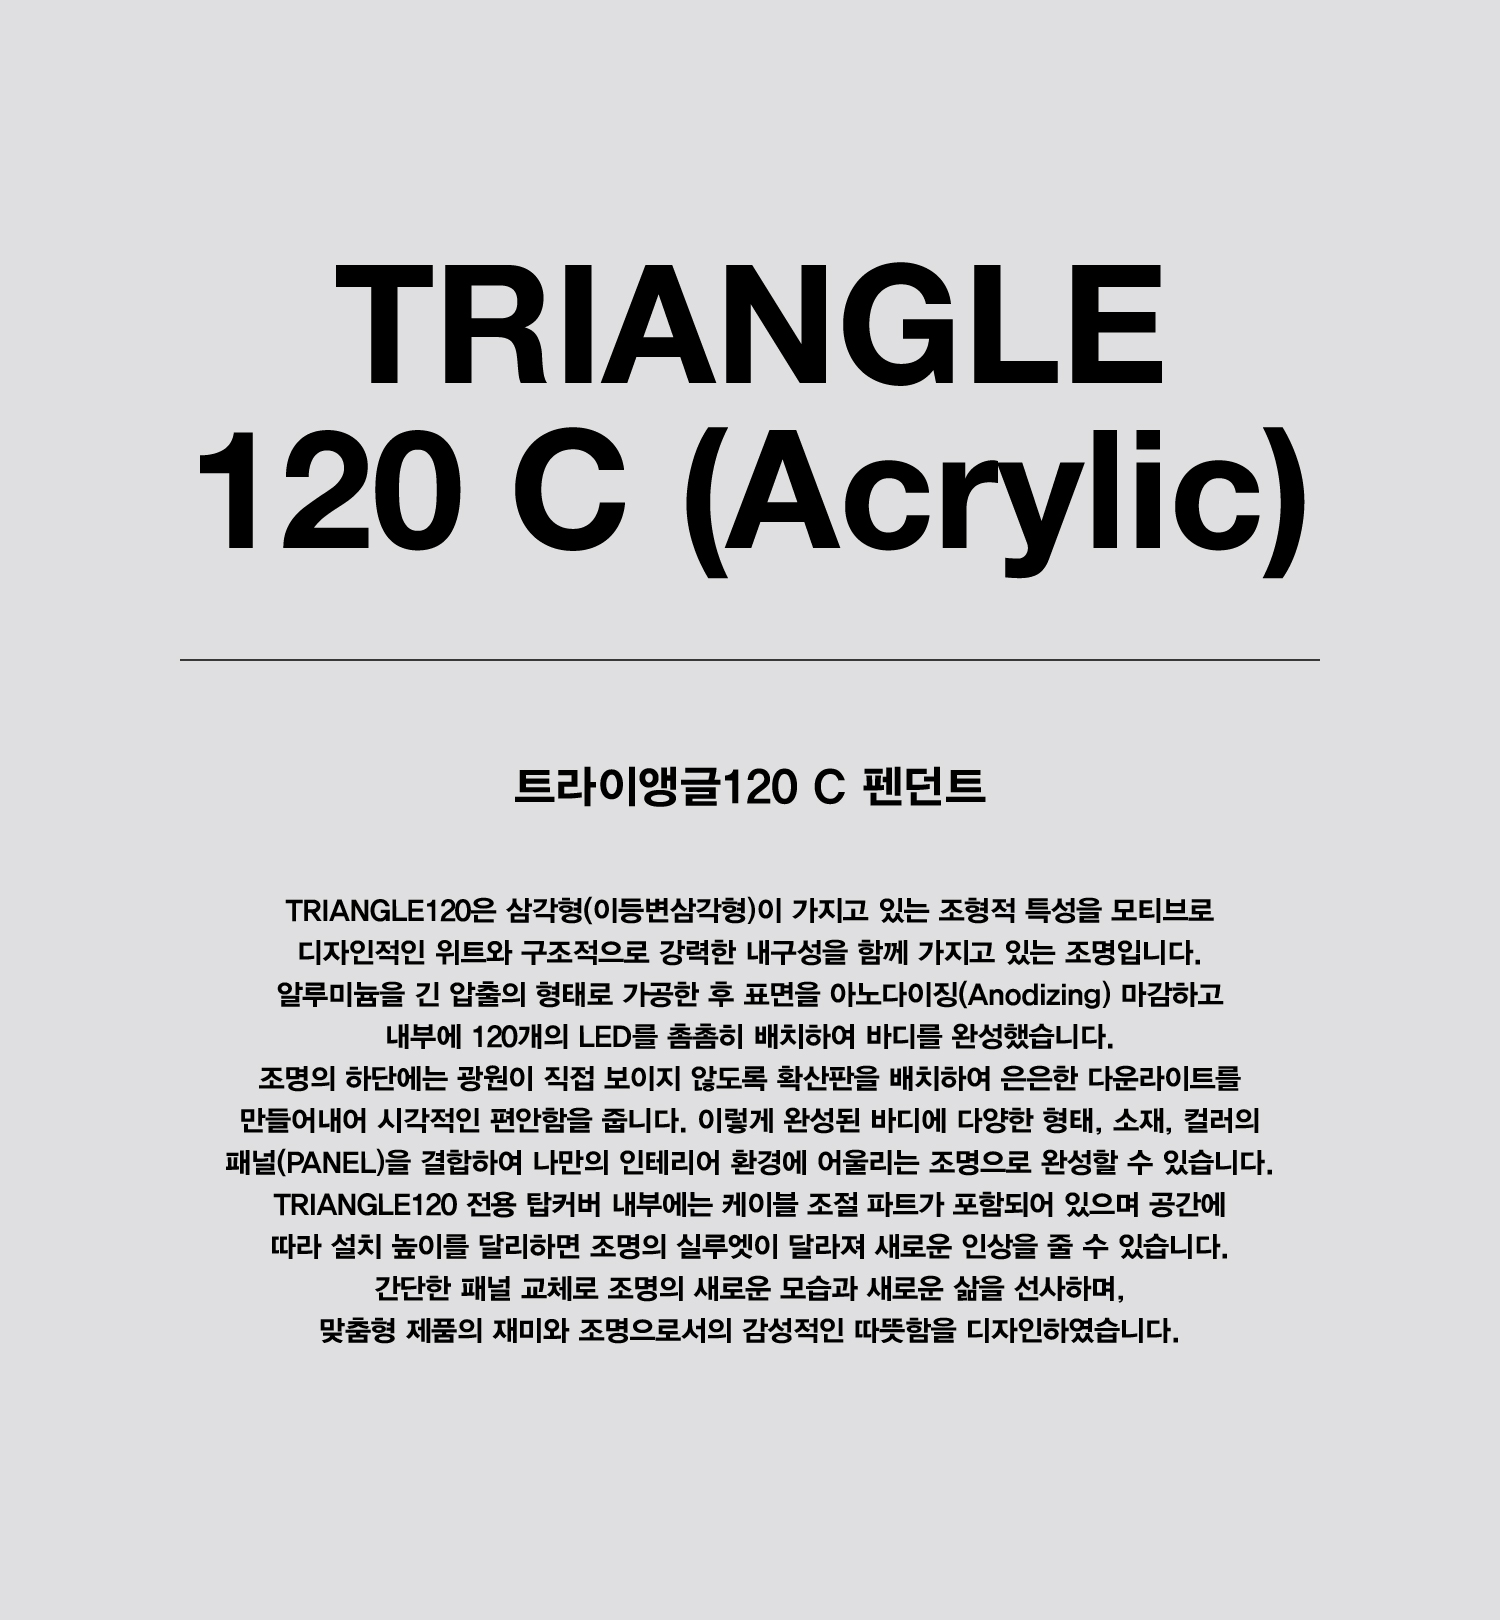 TRIANGLE
120 C (Acrylic)
트라이앵글120 C 펜던트
TRIANGLE120은 삼각형(이등변삼각형)이 가지고 있는 조형적 특성을 모티브로
디자인적인 위트와 구조적으로 강력한 내구성을 함께 가지고 있는 조명입니다.
알루미늄을 긴 압출의 형태로 가공한 후 표면을 아노다이징(Anodizing) 마감하고
내부에 120개의 LED를 촘촘히 배치하여 바디를 완성했습니다.
조명의 하단에는 광원이 직접 보이지 않도록 확산판을 배치하여 은은한 다운라이트를
만들어내어 시각적인 편안함을 줍니다. 이렇게 완성된 바디에 다양한 형태, 소재, 컬러의
패널(PANEL)을 결합하여 나만의 인테리어 환경에 어울리는 조명으로 완성할 수 있습니다.
TRIANGLE120 전용 탑커버 내부에는 케이블 조절 파트가 포함되어 있으며 공간에
따라 설치 높이를 달리하면 조명의 실루엣이 달라져 새로운 인상을 줄 수 있습니다.
간단한 패널 교체로 조명의 새로운 모습과 새로운 삶을 선사하며,
맞춤형 제품의 재미와 조명으로서의 감성적인 따뜻함을 디자인하였습니다.